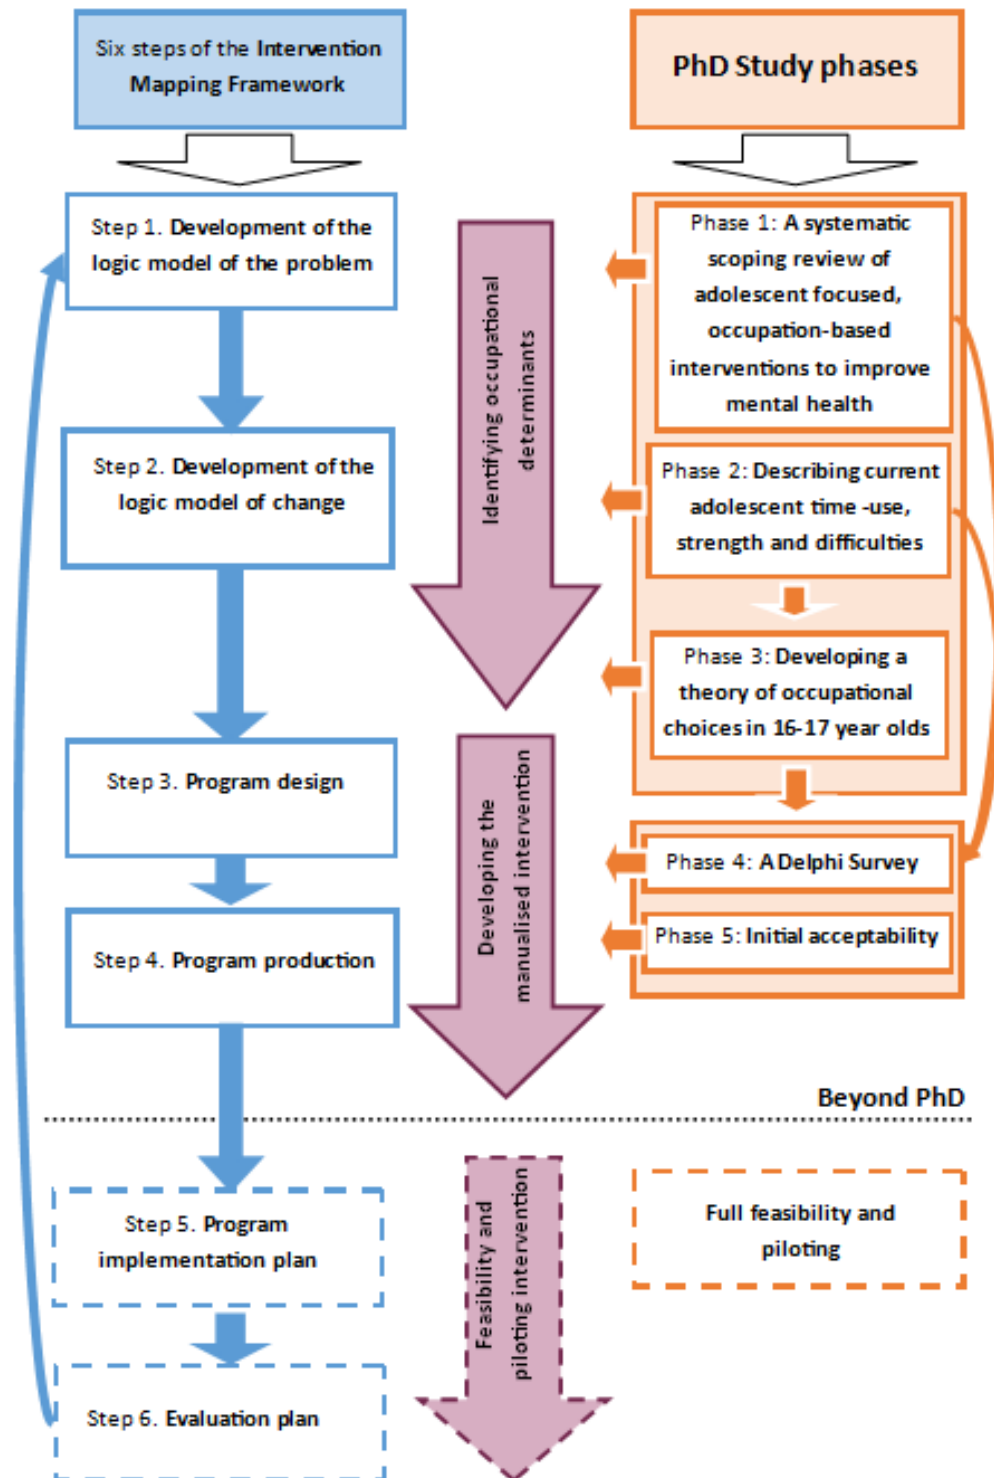 Six steps of the Intervention
Mapping Framework
PhD Study phases
Step 1. Development of the
logic model of the problem
Step 2. Development of the
logic model of change
Step 3. Program design
Step 4. Program production
Identifying occupational
determinants
Developing the
manualised intervention
Phase 1: A systematic
scoping review of
adolescent focused,
occupation-based
interventions to improve
mental health
Phase 2: Describing current
adolescent time -use,
strength and difficulties
Phase 3: Developing a
theory of occupational
choices in 16-17 year olds
Phase 4: A Delphi Survey
Phase 5: Initial acceptability
Beyond PhD
Step 5. Program
implementation plan
Step 6. Evaluation plan
Feasibility and
piloting intervention
Full feasibility and
piloting